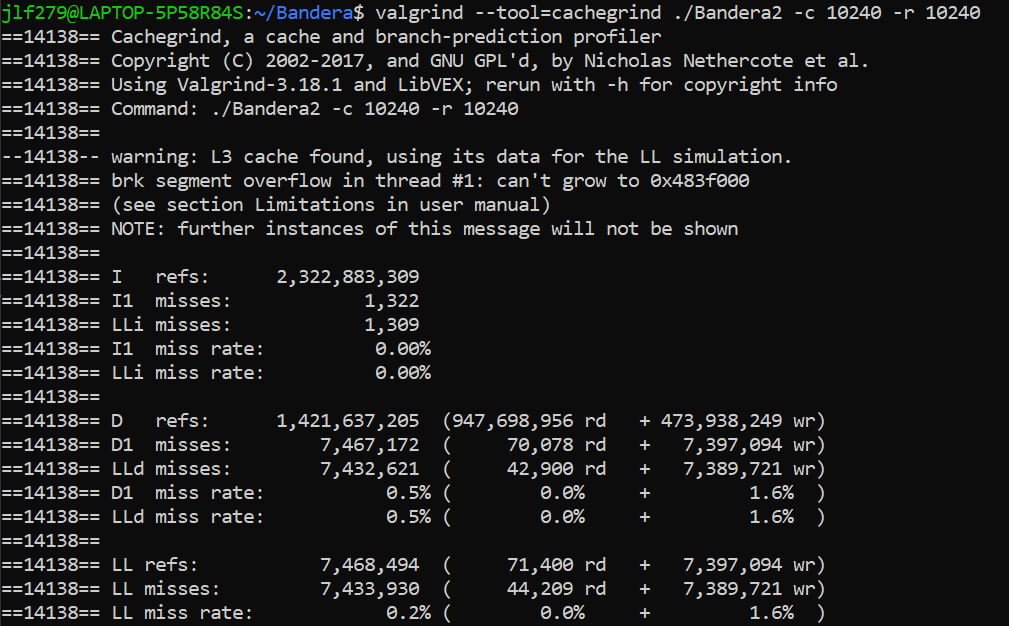 jlf279@LAPTOP-5P58R84S:~/Bandera$ valgrind --tool=cachegrind ./Bandera2 -c 10240 -r 10240
==14138== Cachegrind, a cache and branch-prediction profiler
==14138== Copyright (C) 2002-2017, and GNU GPL'd, by Nicholas Nethercote et al.
==14138== Using Valgrind-3.18.1 and LibVEX; rerun with -h for copyright info
==14138== Command: ./Bandera2 -c 10240 -r 10240
==14138==
--14138-- warning: L3 cache found, using its data for the LL simulation.
==14138== brk segment overflow in thread #1: can't grow to 0x483f000
==14138== (see section Limitations in user manual)
==14138== NOTE: further instances of this message will not be shown
==14138==
==14138== I   refs:      2,322,883,309
==14138== I1  misses:            1,322
==14138== LLi misses:            1,309
==14138== I1  miss rate:          0.00%
==14138== LLi miss rate:          0.00%
==14138==
==14138== D   refs:      1,421,637,205  (947,698,956 rd   + 473,938,249 wr)
==14138== D1  misses:        7,467,172  (     70,078 rd   +   7,397,094 wr)
==14138== LLd misses:        7,432,621  (     42,900 rd   +   7,389,721 wr)
==14138== D1  miss rate:           0.5% (        0.0%     +         1.6%  )
==14138== LLd miss rate:           0.5% (        0.0%     +         1.6%  )
==14138==
==14138== LL refs:           7,468,494  (     71,400 rd   +   7,397,094 wr)
==14138== LL misses:         7,433,930  (     44,209 rd   +   7,389,721 wr)
==14138== LL miss rate:            0.2% (        0.0%     +         1.6%  )